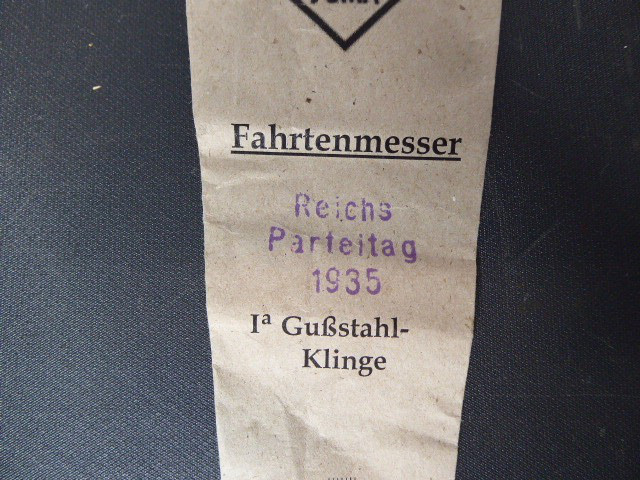 Fahrtenmesser
Reichs
Parteitag
1935
Iª Gußstahl-
Klinge